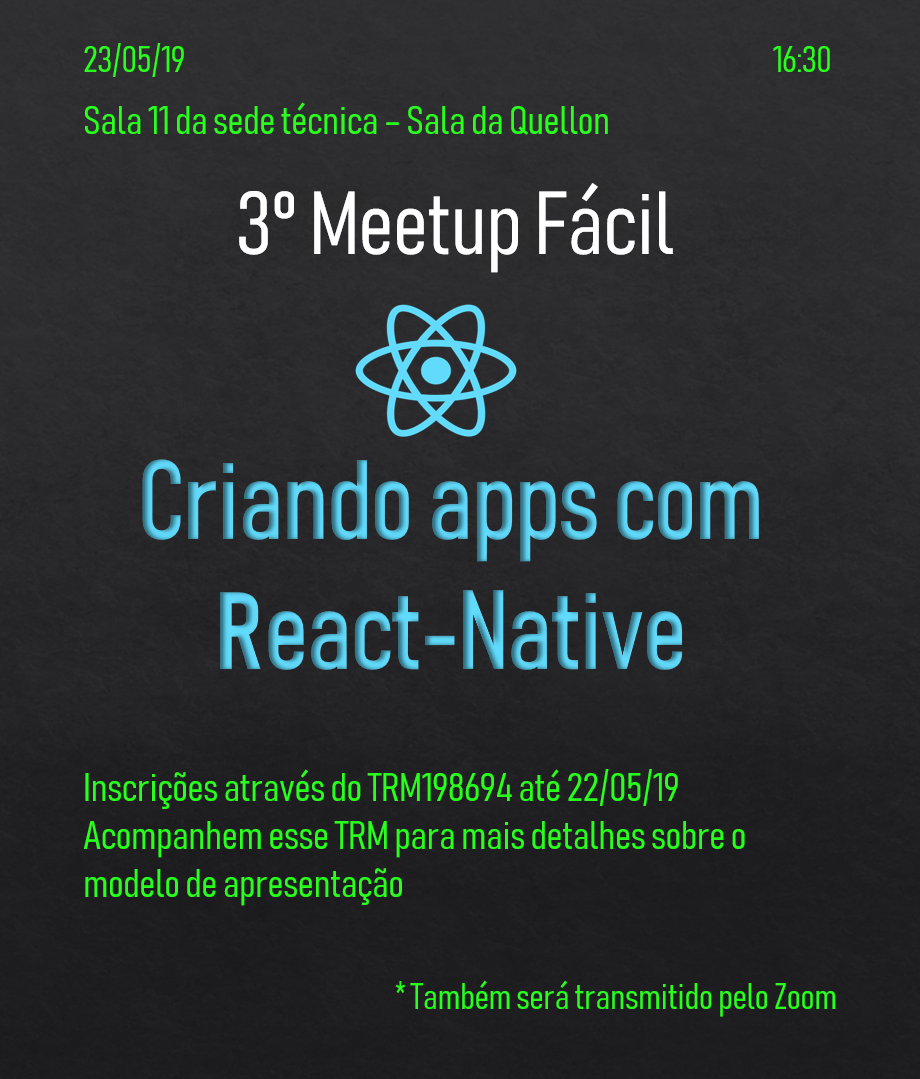 23/05/19 16:30
Sala 11 da sede técnica – Sala da Quellon
3º Meetup Fácil
Criando apps com
React-Native
Inscrições através do TRM198694 até 22/05/19
Acompanhem esse TRM para mais detalhes sobre o
modelo de apresentação
* Também será transmitido pelo Zoom